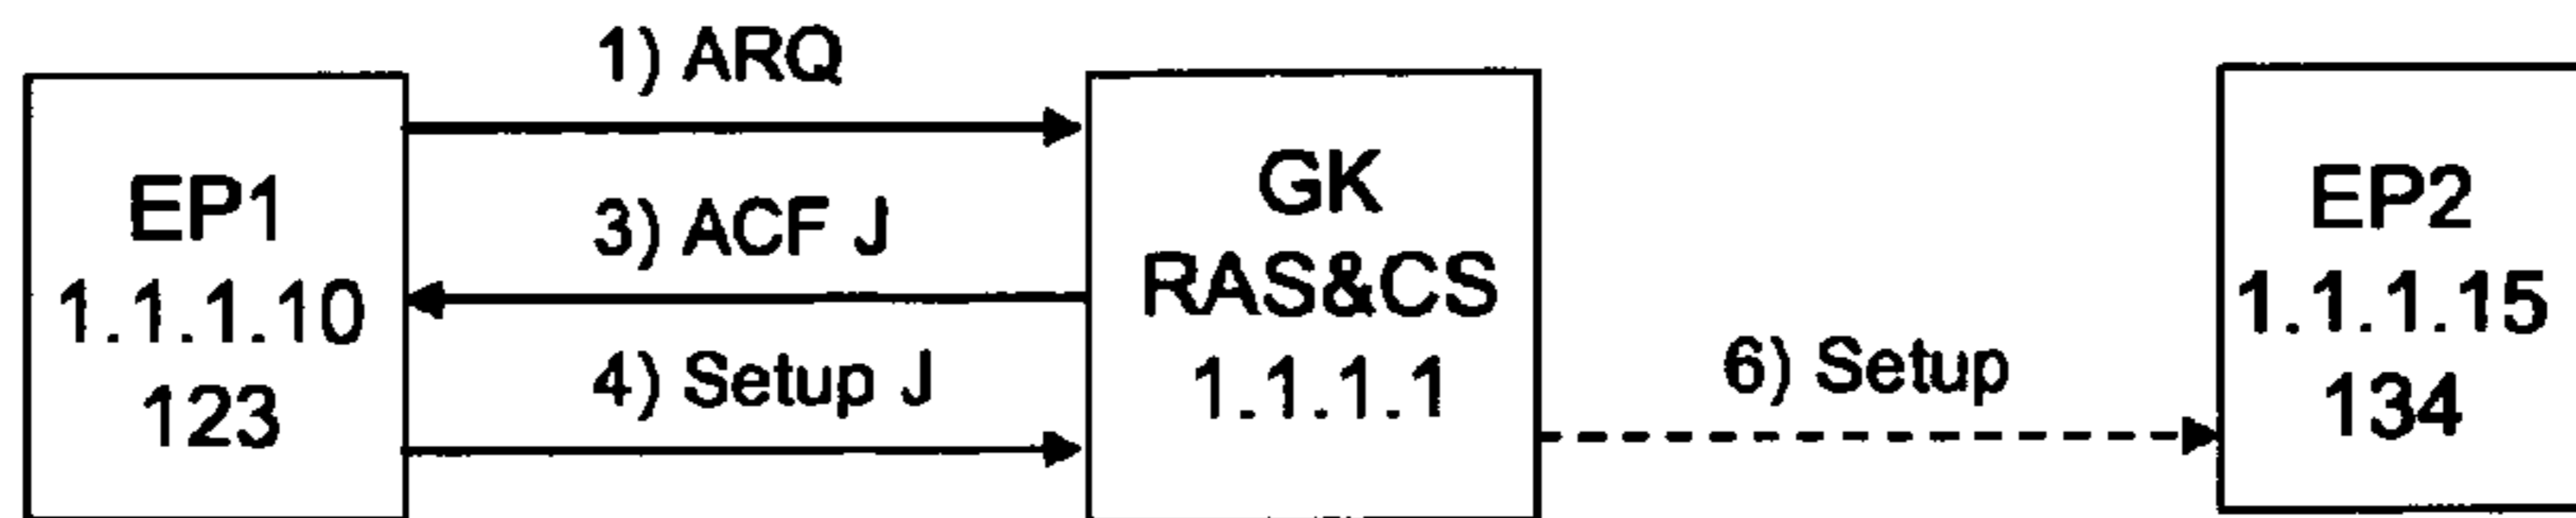 1) ARQ
EP1
1.1.1.10
123
3) ACF J
4) Setup J
GK
RAS&CS
1.1.1.1
6) Setup
EP2
1.1.1.15
134